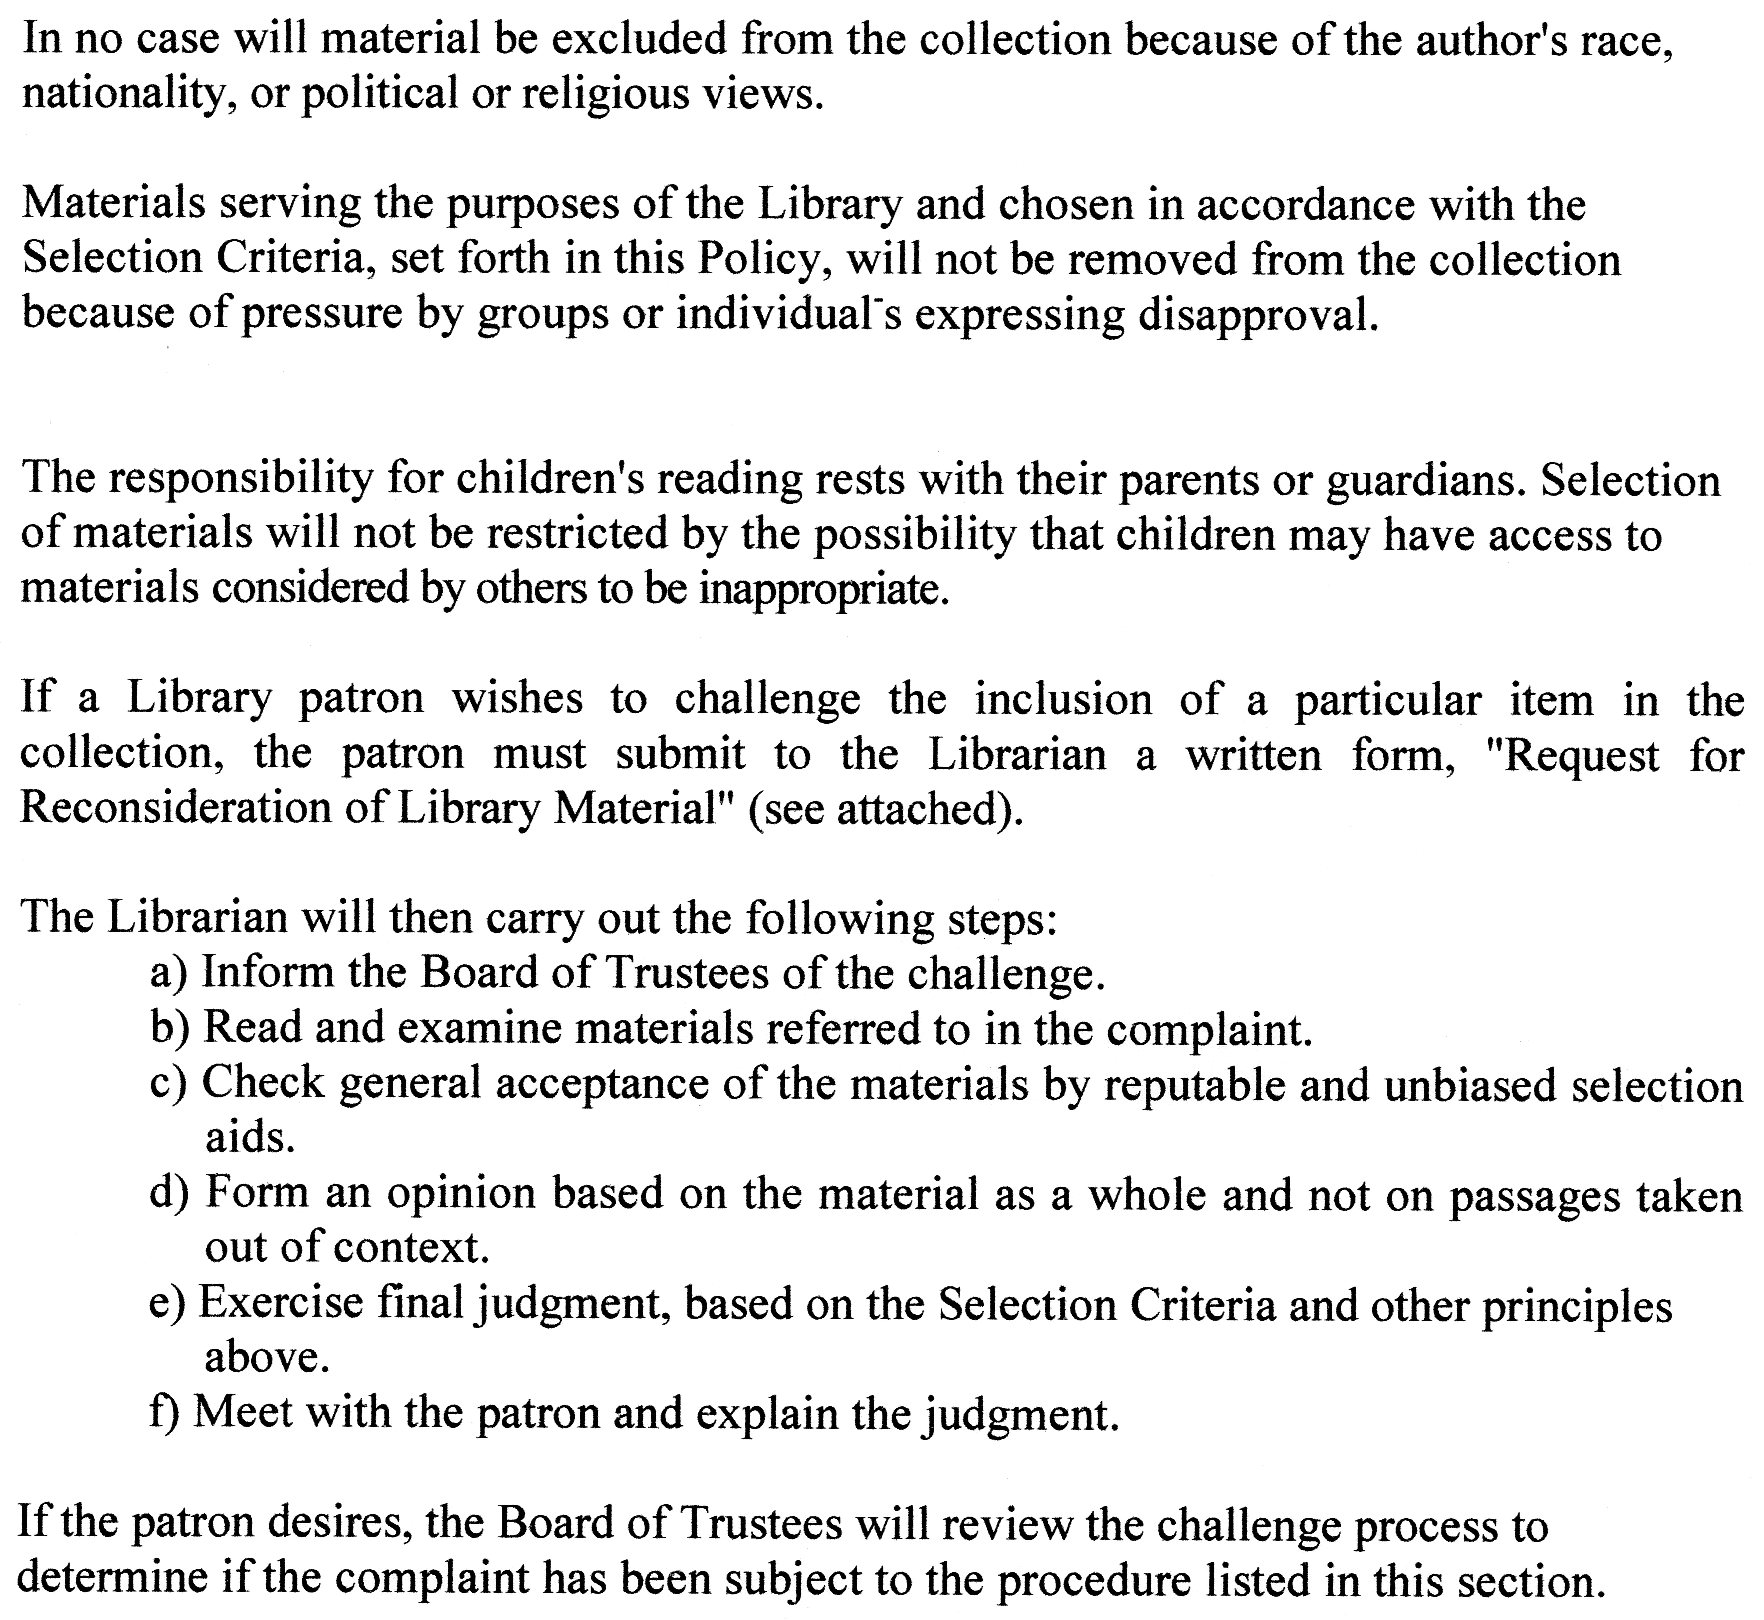 In no case will material be excluded from the collection because of the author's race,
nationality, or political or religious views.
Materials serving the purposes of the Library and chosen in accordance with the
Selection Criteria, set forth in this Policy, will not be removed from the collection
because of pressure by groups or individual-s expressing disapproval.
The responsibility for children's reading rests with their parents or guardians. Selection
of materials will not be restricted by the possibility that children may have access to
materials considered by others to be inappropriate.
If a Library patron wishes to challenge the inclusion of a particular item in the
collection, the patron must submit to the Librarian a written form, "Request for
Reconsideration of Library Material" (see attached).
The Librarian will then carry out the following steps:
a) Inform the Board of Trustees of the challenge.
b) Read and examine materials referred to in the complaint.
c) Check general acceptance of the materials by reputable and unbiased selection
aids.
d) Form an opinion based on the material as a whole and not on passages taken
out of context.
e) Exercise final judgment, based on the Selection Criteria and other principles
above.
f) Meet with the patron and explain the judgment.
If the patron desires, the Board of Trustees will review the challenge process to
determine if the complaint has been subject to the procedure listed in this section.